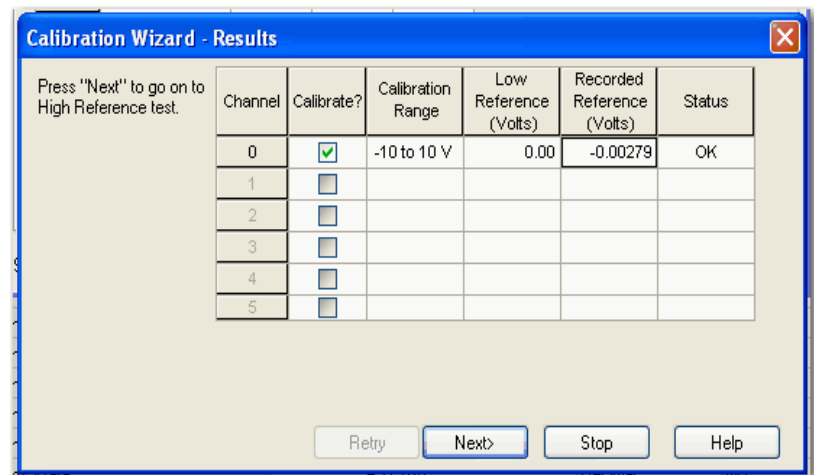 Calibration Wizard - Results
Press "Next" to go on to
High Reference test.
Channel Calibrate? Calibration Range Low Reference (Volts) Recorded Reference (Volts) Status
0 -10 to 10 V 0.00 -0.00279 OK
1
2
3
4
5
Retry Next> Stop Help